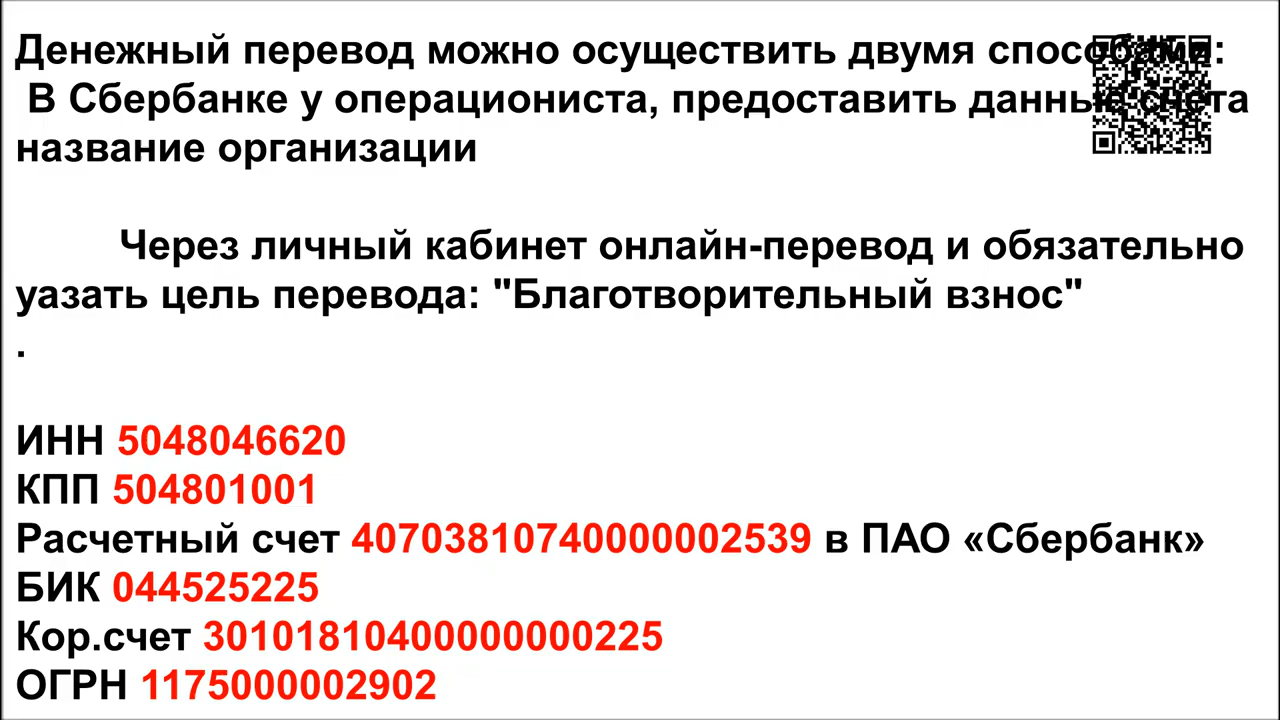 Денежный перевод можно осуществить двумя способами:
В Сбербанке у операциониста, предоставить данные счета
название организации
Через личный кабинет онлайн-перевод и обязательно
уазать цель перевода: "Благотворительный взнос"
.
ИНН 5048046620
КПП 504801001
Расчетный счет 40703810740000002539 в ПАО «Сбербанк»
БИК 044525225
Кор.счет 30101810400000000225
ОГРН 1175000002902